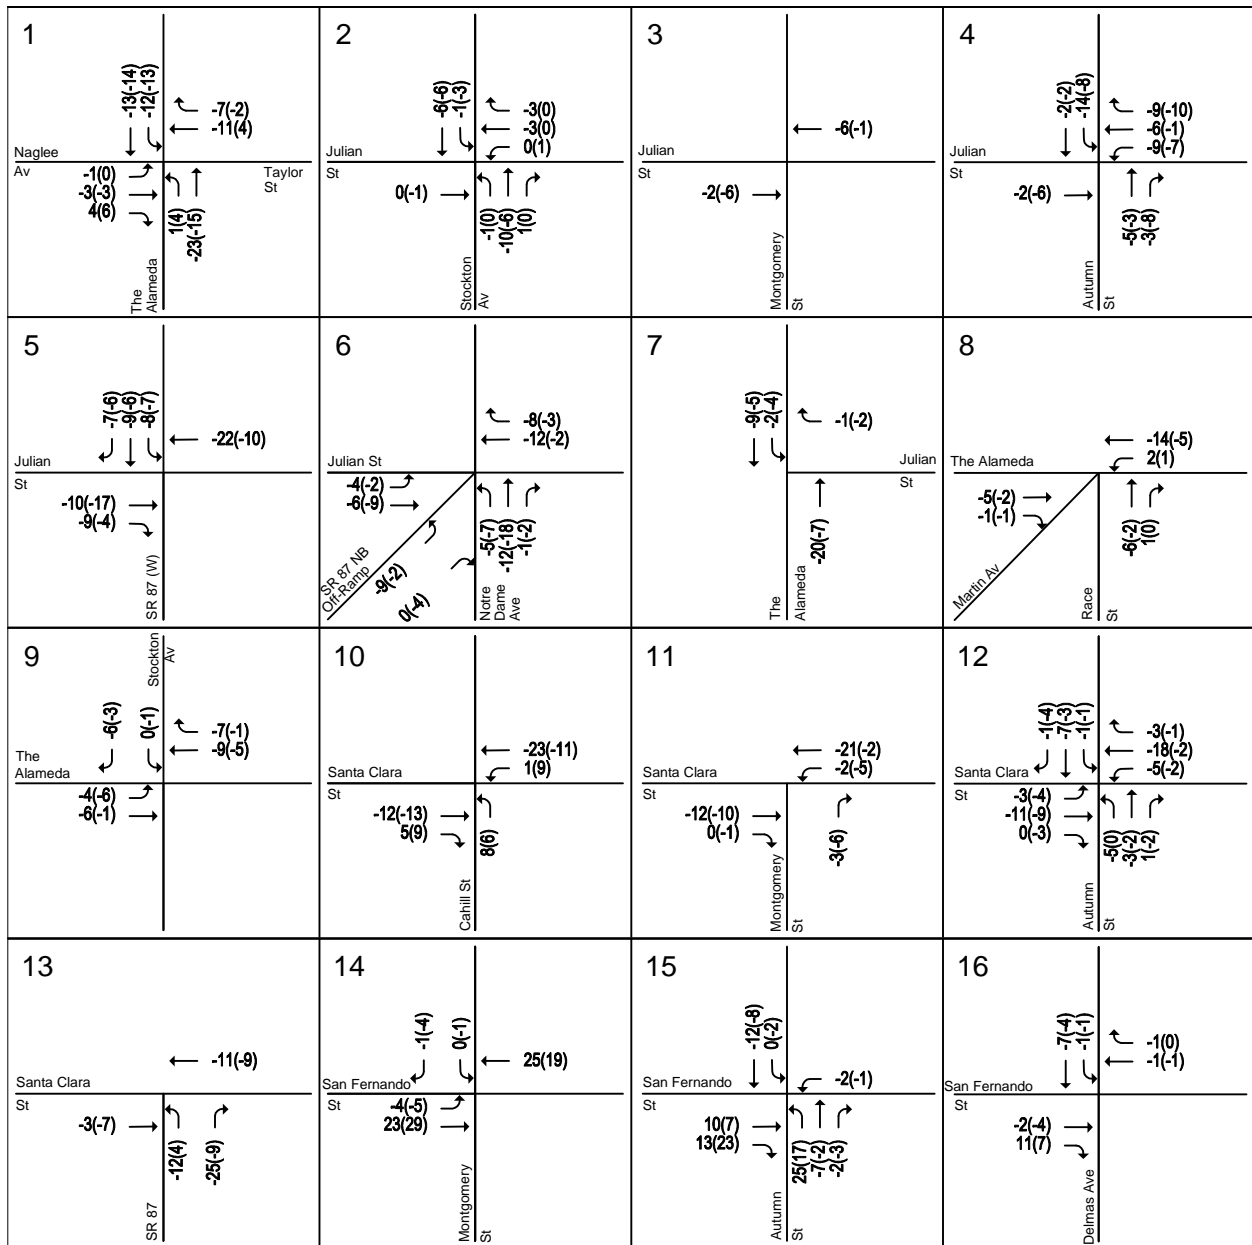 1
-13(-14)
-12(-13)
-7(-2)
-11(4)
Naglee
Av
Taylor
St
-1(0)
-3(-3)
4(6)
1(4)
-23(-15)
The
Alameda
2
-6(-6)
-1(-3)
-3(0)
-3(0)
0(1)
Julian
St
0(-1)
-1(0)
-10(-6)
1(0)
Stockton
Av
3
-6(-1)
Julian
St
-2(-6)
Montgomery
St
4
-2(-2)
-14(-8)
-9(-10)
-6(-1)
-9(-7)
Julian
St
-2(-6)
-5(-3)
-3(-8)
Autumn
St
5
-7(-6)
-9(-6)
-8(-7)
-22(-10)
Julian
St
-10(-17)
-9(-4)
SR 87 (W)
6
-8(-3)
-12(-2)
Julian St
-4(-2)
-6(-9)
-9(-2)
0(-4)
-5(-7)
-12(-18)
-1(-2)
SR 87 NB
Off-Ramp
Notre
Dame
Ave
7
-9(-5)
-2(-4)
-1(-2)
Julian
St
-20(-7)
The
Alameda
8
-14(-5)
2(1)
The Alameda
-5(-2)
-1(-1)
-6(-2)
1(0)
Martin Av
Race
St
9
Stockton
Av
-6(-3)
0(-1)
-7(-1)
-9(-5)
The
Alameda
-4(-6)
-6(-1)
10
-23(-11)
1(9)
Santa Clara
St
-12(-13)
5(9)
8(6)
Cahill St
11
-21(-2)
-2(-5)
Santa Clara
St
-12(-10)
0(-1)
-3(-6)
Montgomery
St
12
-1(-4)
-7(-3)
-1(-1)
-3(-1)
-18(-2)
-5(-2)
Santa Clara
St
-3(-4)
-11(-9)
0(-3)
-5(0)
-3(-2)
1(-2)
Autumn
St
13
-11(-9)
Santa Clara
St
-3(-7)
-12(4)
-25(-9)
SR 87
14
-1(-4)
0(-1)
25(19)
San Fernando
St
-4(-5)
23(29)
Montgomery
St
15
-12(-8)
0(-2)
-2(-1)
San Fernando
St
10(7)
13(23)
25(17)
-7(-2)
-2(-3)
Autumn
St
16
-7(-4)
-1(-1)
-1(0)
-1(-1)
San Fernando
St
-2(-4)
11(7)
Delmas Ave